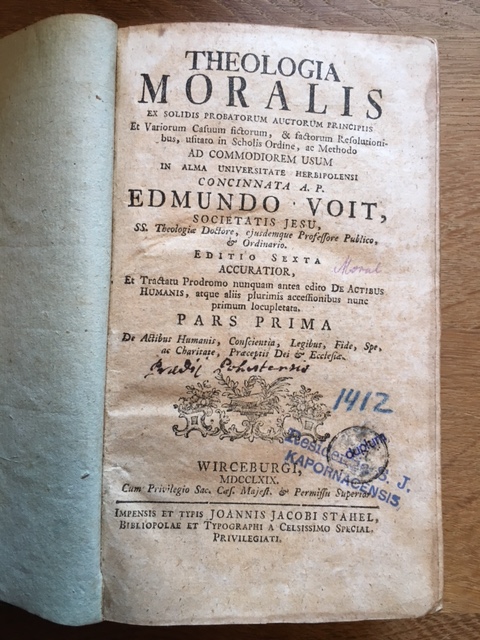 THEOLOGIA
MORALIS
EX SOLIDIS PROBATORUM AUCTORUM PRINCIPIIS
Et Variorum Casuum fictorum, & factorum Resolutioni-
bus, usitato in Scholis Ordine, ac Methodo
AD COMMODIOREM USUM
IN ALMA UNIVERSITATE HERBIPOLENSI
CONCINNATA A. P.
EDMUNDO VOIT,
SOCIETATIS JESU,
SS. Theologiæ Doctore, ejusdemque Professore Publico,
& Ordinario.
EDITIO SEXTA
ACCURATIOR,
Moral
Et Tractatu Prodromo nunquam antea edito DE ACTIBUS
HUMANIS, atque aliis plurimis accessionibus nunc
primum locupletata.
PARS PRIMA
De Actibus Humanis, Conscientia, Legibus, Fide, Spe,
ac Charitate, Præceptis Dei & Ecclesiæ.
1412
duplum
S. J.
KAPORNACENSIS
WIRCEBURGI,
MDCCLXIX.
Cum Privilegio Sac. Cæs. Majest. & Permissu Superior.
IMPENSIS ET TYPIS JOANNIS JACOBI STAHEL,
BIBLIOPOLAE ET TYPOGRAPHI A CELSISSIMO SPECIAL.
PRIVILEGIATI.